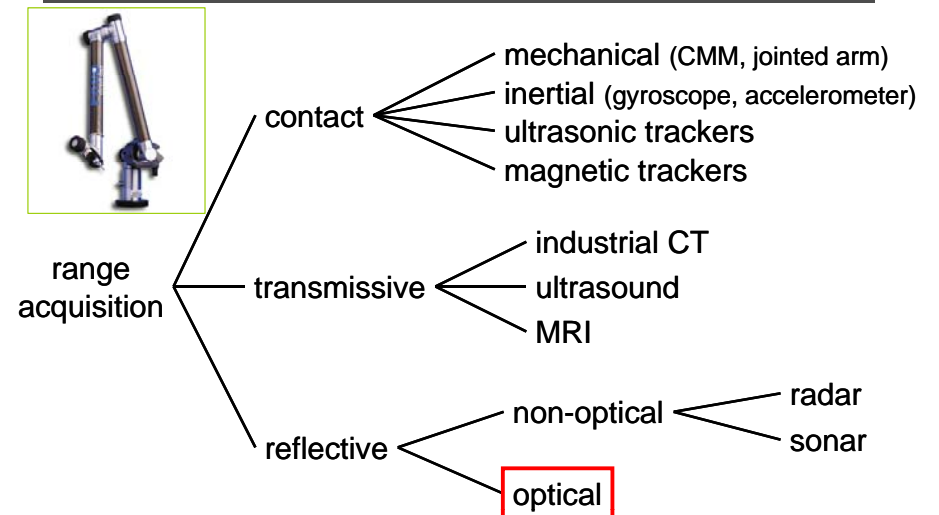 mechanical (CMM, jointed arm)
inertial (gyroscope, accelerometer)
contact
ultrasonic trackers
magnetic trackers
industrial CT
range
acquisition
transmissive
ultrasound
MRI
radar
non-optical
sonar
reflective
optical